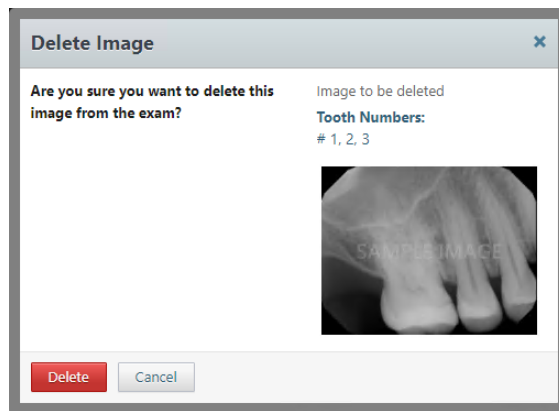 Delete Image
Are you sure you want to delete this
image from the exam?
Image to be deleted
Tooth Numbers:
# 1, 2, 3
SAMPLE IMAGE
Delete
Cancel